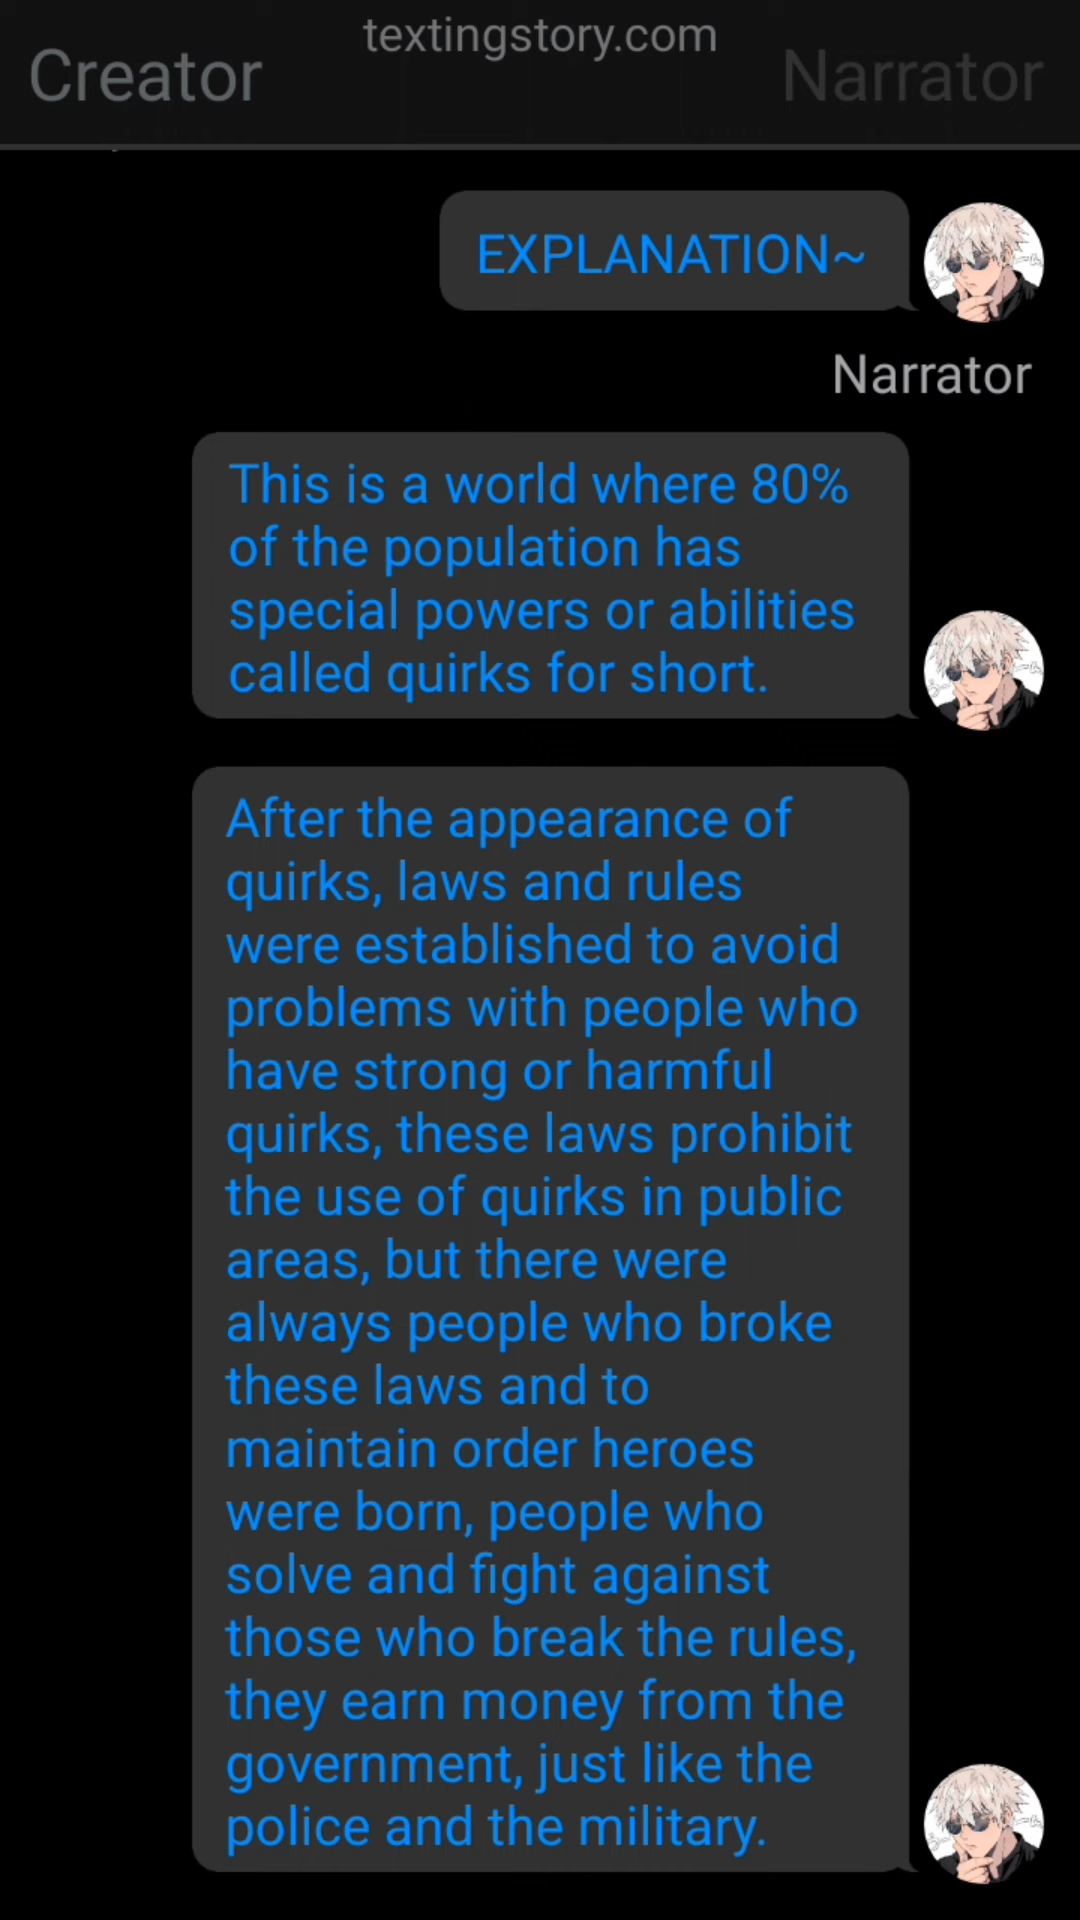 textingstory.com
Creator
Narrator
EXPLANATION~
Narrator
This is a world where 80%
of the population has
special powers or abilities
called quirks for short.
After the appearance of
quirks, laws and rules
were established to avoid
problems with people who
have strong or harmful
quirks, these laws prohibit
the use of quirks in public
areas, but there were
always people who broke
these laws and to
maintain order heroes
were born, people who
solve and fight against
those who break the rules,
they earn money from the
government, just like the
police and the military.